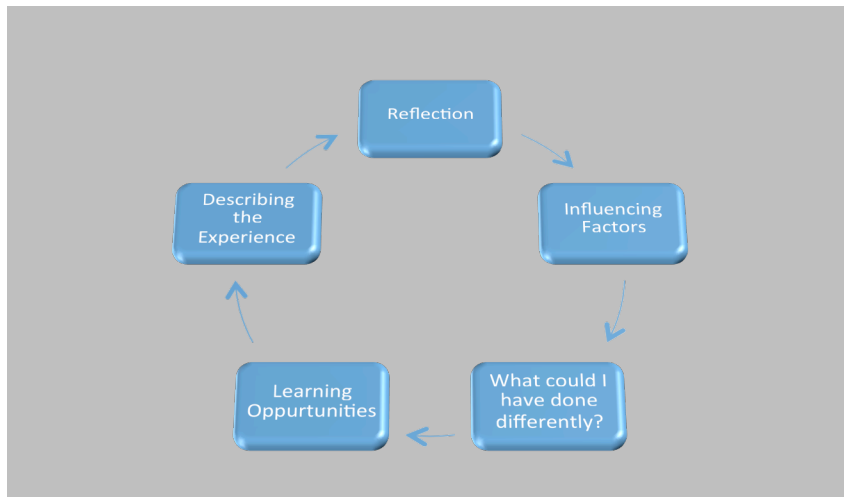 Reflection
Influencing
Factors
What could I
have done
differently?
Learning
Oppurtunities
Describing
the
Experience